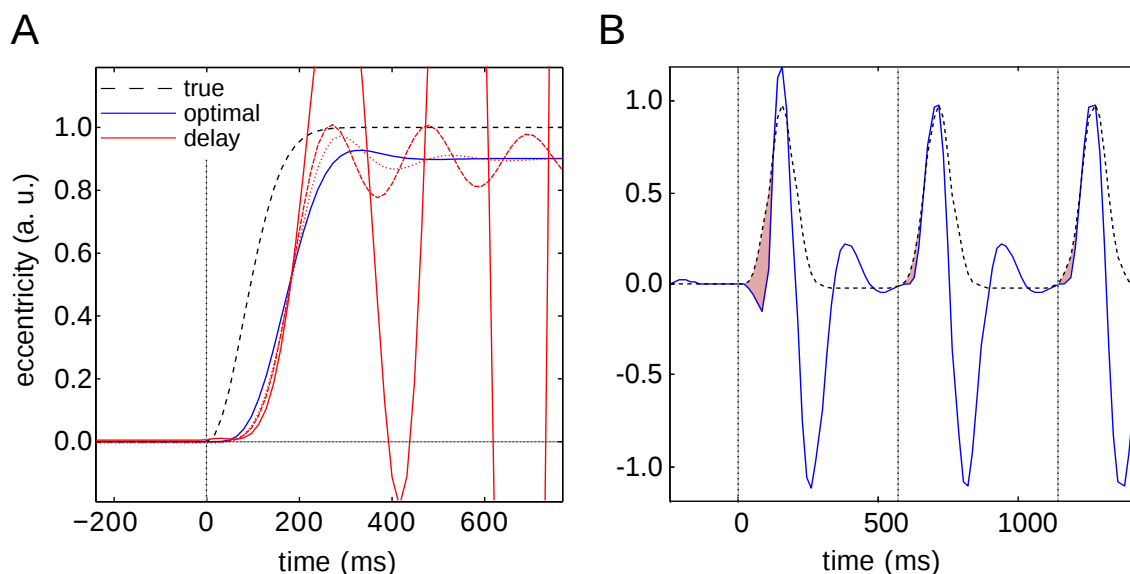 A
true
optimal
delay
1.0
0.8
0.6
0.4
0.2
0.0
eccentricity (a. u.)
−200 0 200 400 600
time (ms)
B
1.0
0.5
0.0
-0.5
-1.0
0 500 1000
time (ms)